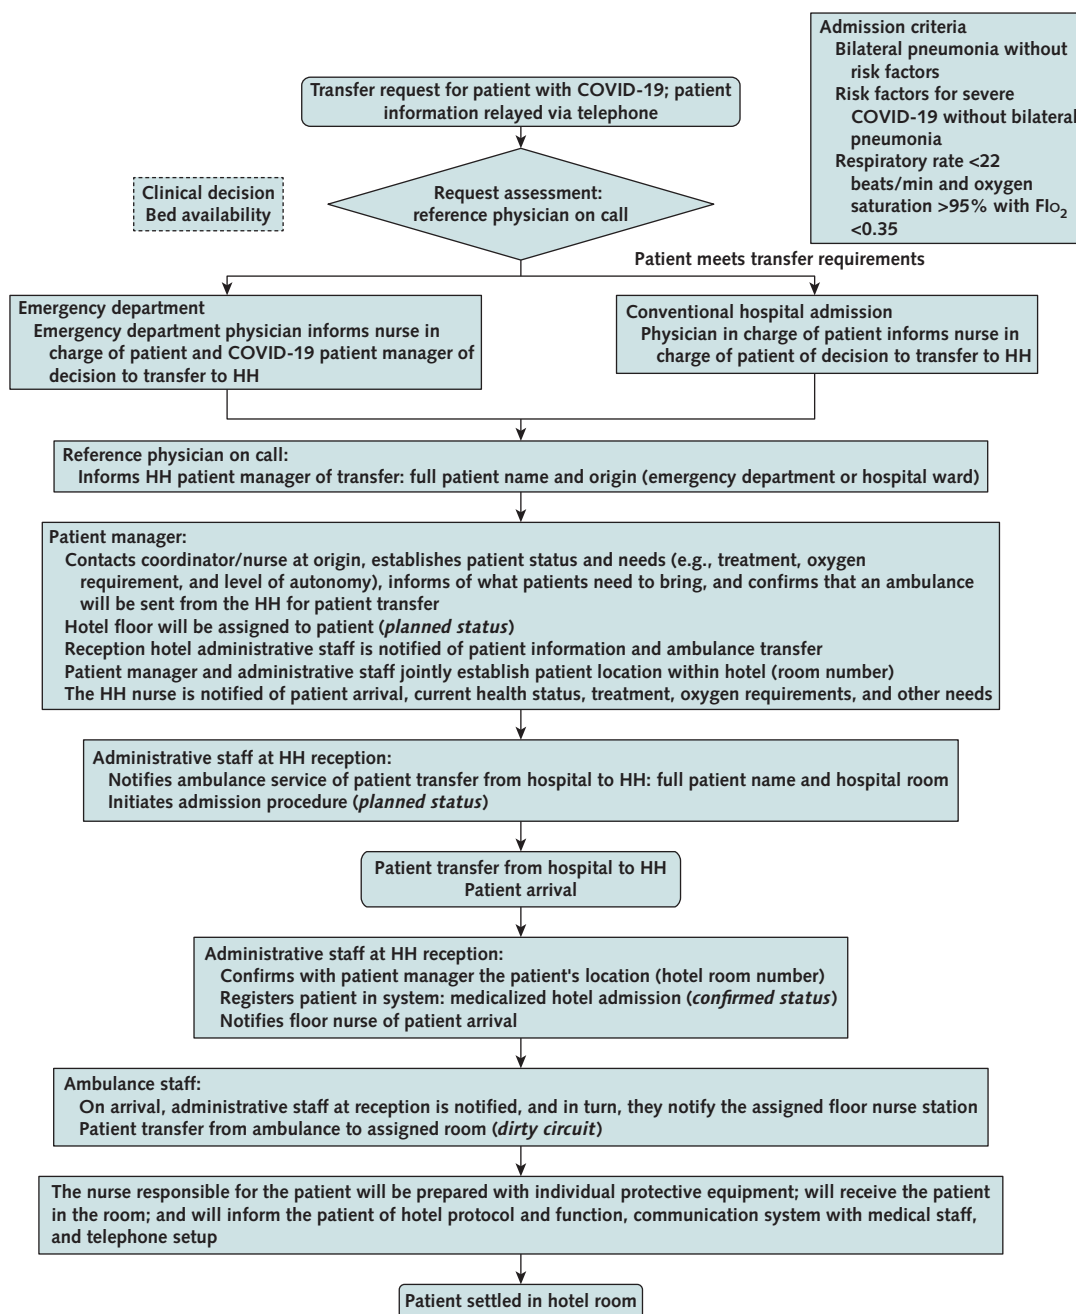 Admission criteria
Bilateral pneumonia without
risk factors
Risk factors for severe
COVID-19 without bilateral
pneumonia
Respiratory rate <22
beats/min and oxygen
saturation >95% with FIO₂
<0.35
Transfer request for patient with COVID-19; patient
information relayed via telephone
Clinical decision
Bed availability
Request assessment:
reference physician on call
Patient meets transfer requirements
Emergency department
Emergency department physician informs nurse in
charge of patient and COVID-19 patient manager of
decision to transfer to HH
Conventional hospital admission
Physician in charge of patient informs nurse in
charge of patient of decision to transfer to HH
Reference physician on call:
Informs HH patient manager of transfer: full patient name and origin (emergency department or hospital ward)
Patient manager:
Contacts coordinator/nurse at origin, establishes patient status and needs (e.g., treatment, oxygen
requirement, and level of autonomy), informs of what patients need to bring, and confirms that an ambulance
will be sent from the HH for patient transfer
Hotel floor will be assigned to patient (planned status)
Reception hotel administrative staff is notified of patient information and ambulance transfer
Patient manager and administrative staff jointly establish patient location within hotel (room number)
The HH nurse is notified of patient arrival, current health status, treatment, oxygen requirements, and other needs
Administrative staff at HH reception:
Notifies ambulance service of patient transfer from hospital to HH: full patient name and hospital room
Initiates admission procedure (planned status)
Patient transfer from hospital to HH
Patient arrival
Administrative staff at HH reception:
Confirms with patient manager the patient's location (hotel room number)
Registers patient in system: medicalized hotel admission (confirmed status)
Notifies floor nurse of patient arrival
Ambulance staff:
On arrival, administrative staff at reception is notified, and in turn, they notify the assigned floor nurse station
Patient transfer from ambulance to assigned room (dirty circuit)
The nurse responsible for the patient will be prepared with individual protective equipment; will receive the patient
in the room; and will inform the patient of hotel protocol and function, communication system with medical staff,
and telephone setup
Patient settled in hotel room